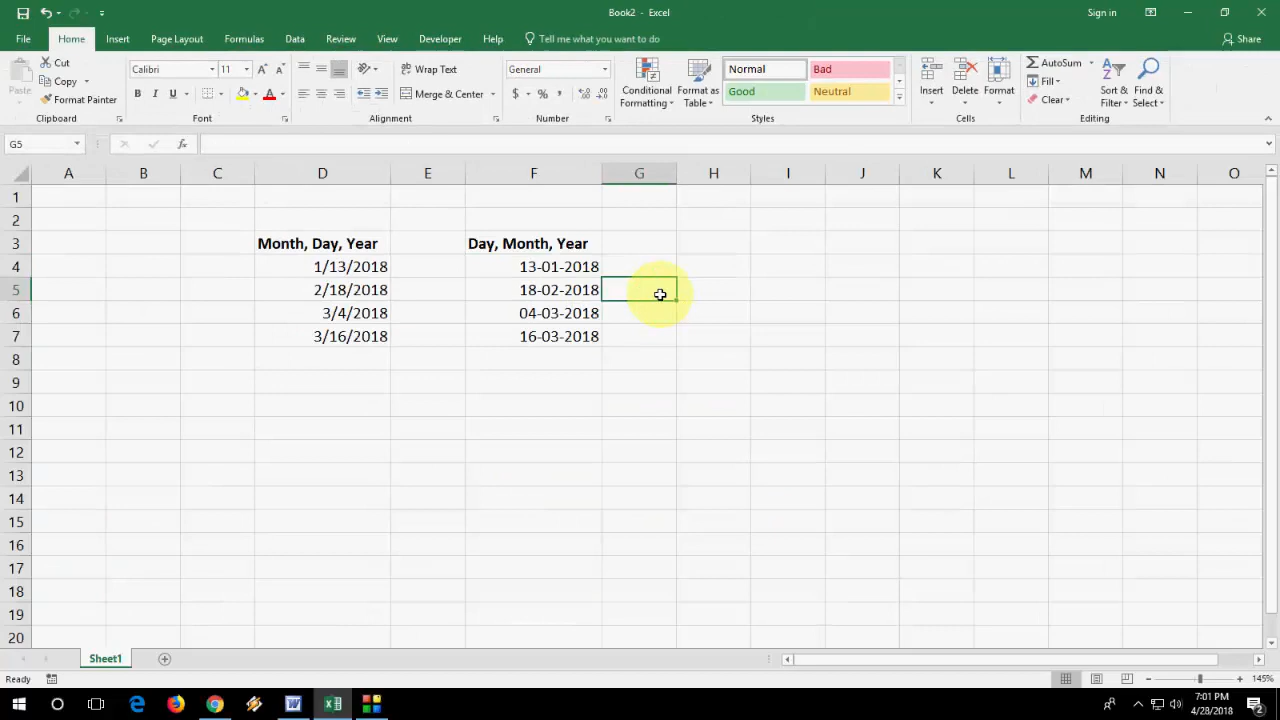 Book2 - Excel
Sign in
File Home Insert Page Layout Formulas Data Review View Developer Help Tell me what you want to do Share
Paste
Cut
Copy
Format Painter
Clipboard
Calibri 11
B I U
A
Font
Wrap Text
Merge & Center
Alignment
General
$ % ,
Number
Conditional Formatting
Format as Table
Normal Bad
Good Neutral
Styles
Insert Delete Format
Cells
AutoSum
Fill
Clear
Sort & Filter
Find & Select
Editing
G5
fx
A B C D E F G H I J K L M N O
1
2
3 Month, Day, Year Day, Month, Year
4 1/13/2018 13-01-2018
5 2/18/2018 18-02-2018
6 3/4/2018 04-03-2018
7 3/16/2018 16-03-2018
8
9
10
11
12
13
14
15
16
17
18
19
20
Sheet1
Ready
145%
7:01 PM
4/28/2018
2